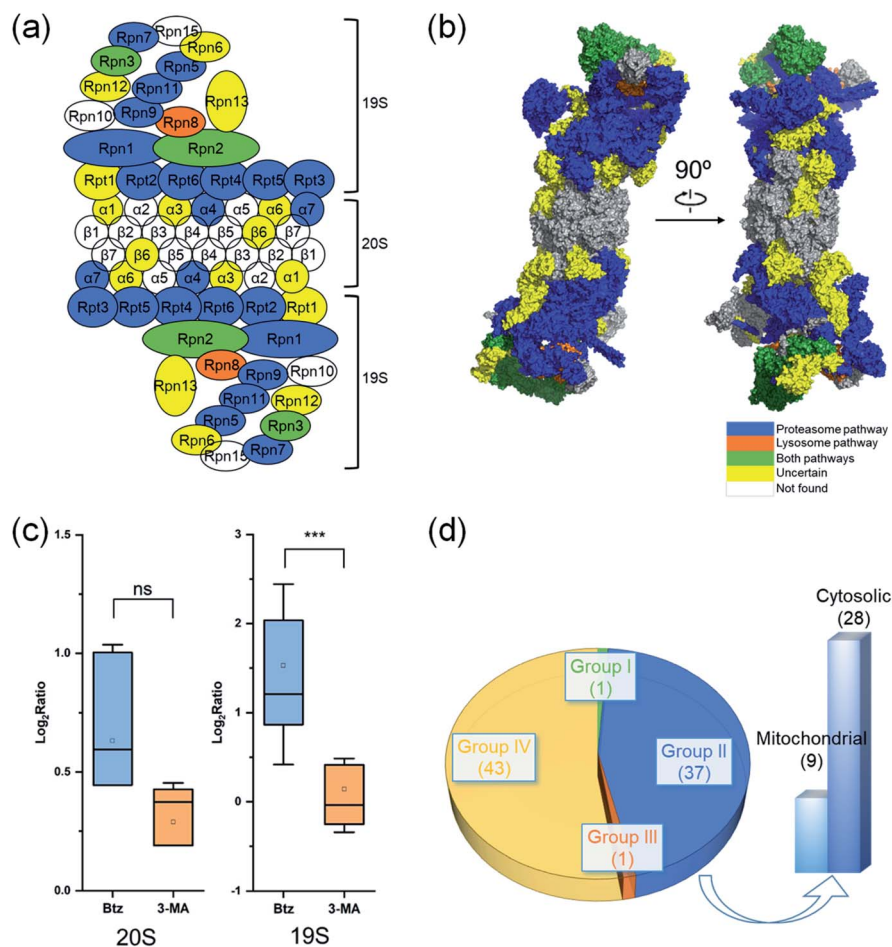 (a)
Rpn7 Rpn15 Rpn6
Rpn3 Rpn5
Rpn12 Rpn11 Rpn13
Rpn10 Rpn9 Rpn8
19S
Rpn1 Rpn2
Rpt1 Rpt2 Rpt6 Rpt4 Rpt5 Rpt3
α1 α2 α3 α4 α5 α6 α7
β1 β2 β3 β4 β5 β6 β7
20S
β7 β6 β5 β4 β3 β2 β1
α7 α6 α5 α4 α3 α2 α1
Rpt3 Rpt5 Rpt4 Rpt6 Rpt2 Rpt1
Rpn2 Rpn1
Rpn8 Rpn9 Rpn10
19S
Rpn13 Rpn11 Rpn12
Rpn5 Rpn3
Rpn6 Rpn15 Rpn7
(b)
90º
Proteasome pathway
Lysosome pathway
Both pathways
Uncertain
Not found
(c)
Log2Ratio
1.5
1.0
0.5
0.0
ns
Btz 3-MA
20S
Log2Ratio
3
2
1
0
-1
***
Btz 3-MA
19S
(d)
Group I
(1)
Group IV
(43)
Group II
(37)
Group III
(1)
Cytosolic
(28)
Mitochondrial
(9)